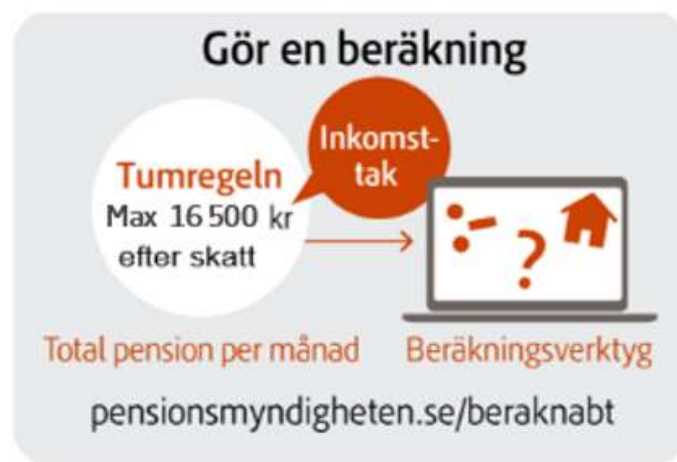 Gör en beräkning
Inkomst-
tak
Tumregeln
Max 16 500 kr
efter skatt
?
Total pension per månad
Beräkningsverktyg
pensionsmyndigheten.se/beraknabt